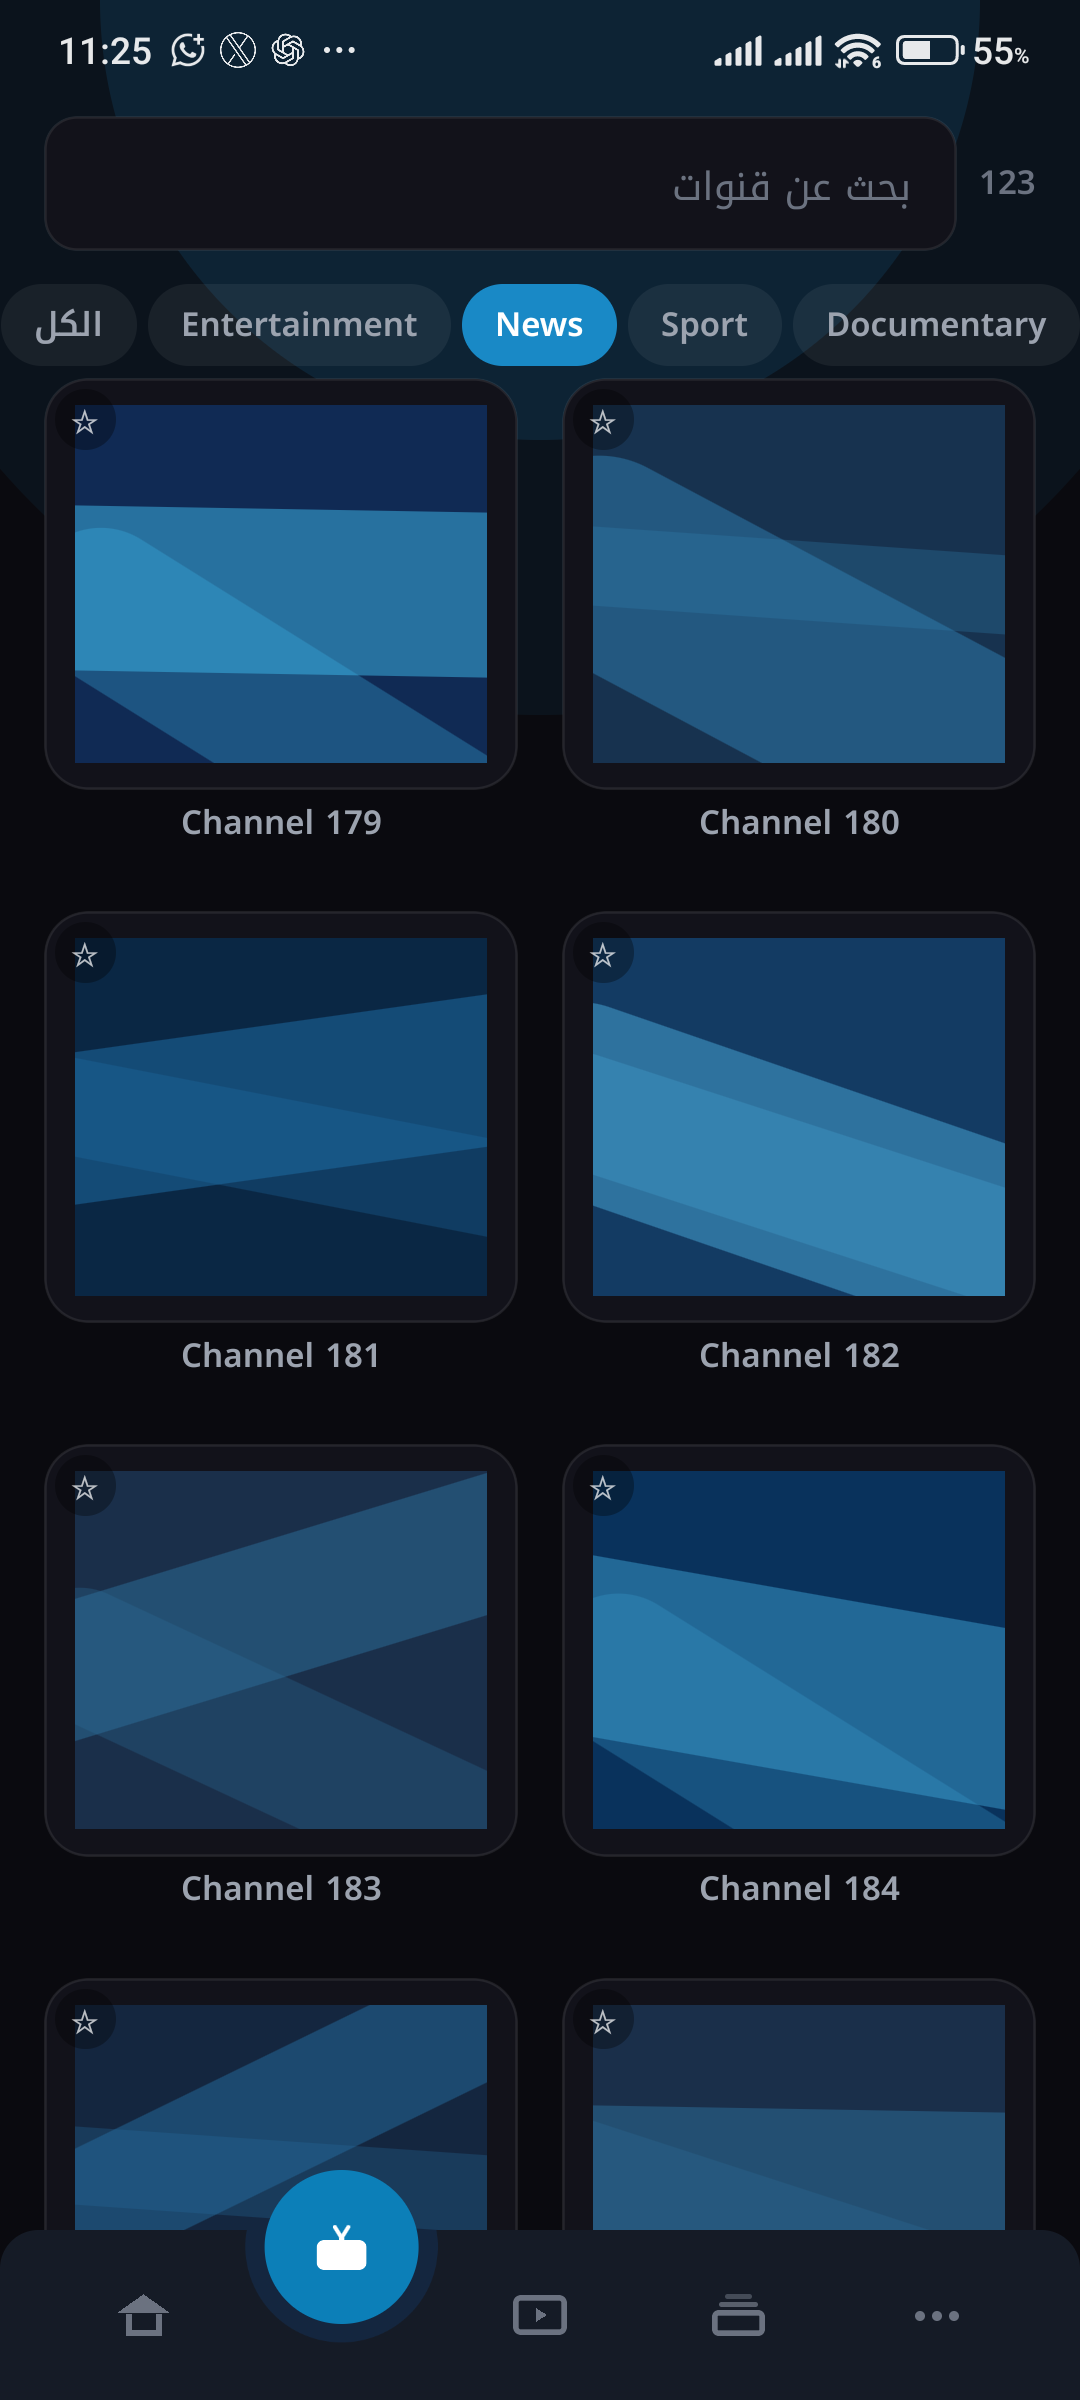 11:25 55%
بحث عن قنوات 123
الكل Entertainment News Sport Documentary
Channel 179 Channel 180
Channel 181 Channel 182
Channel 183 Channel 184